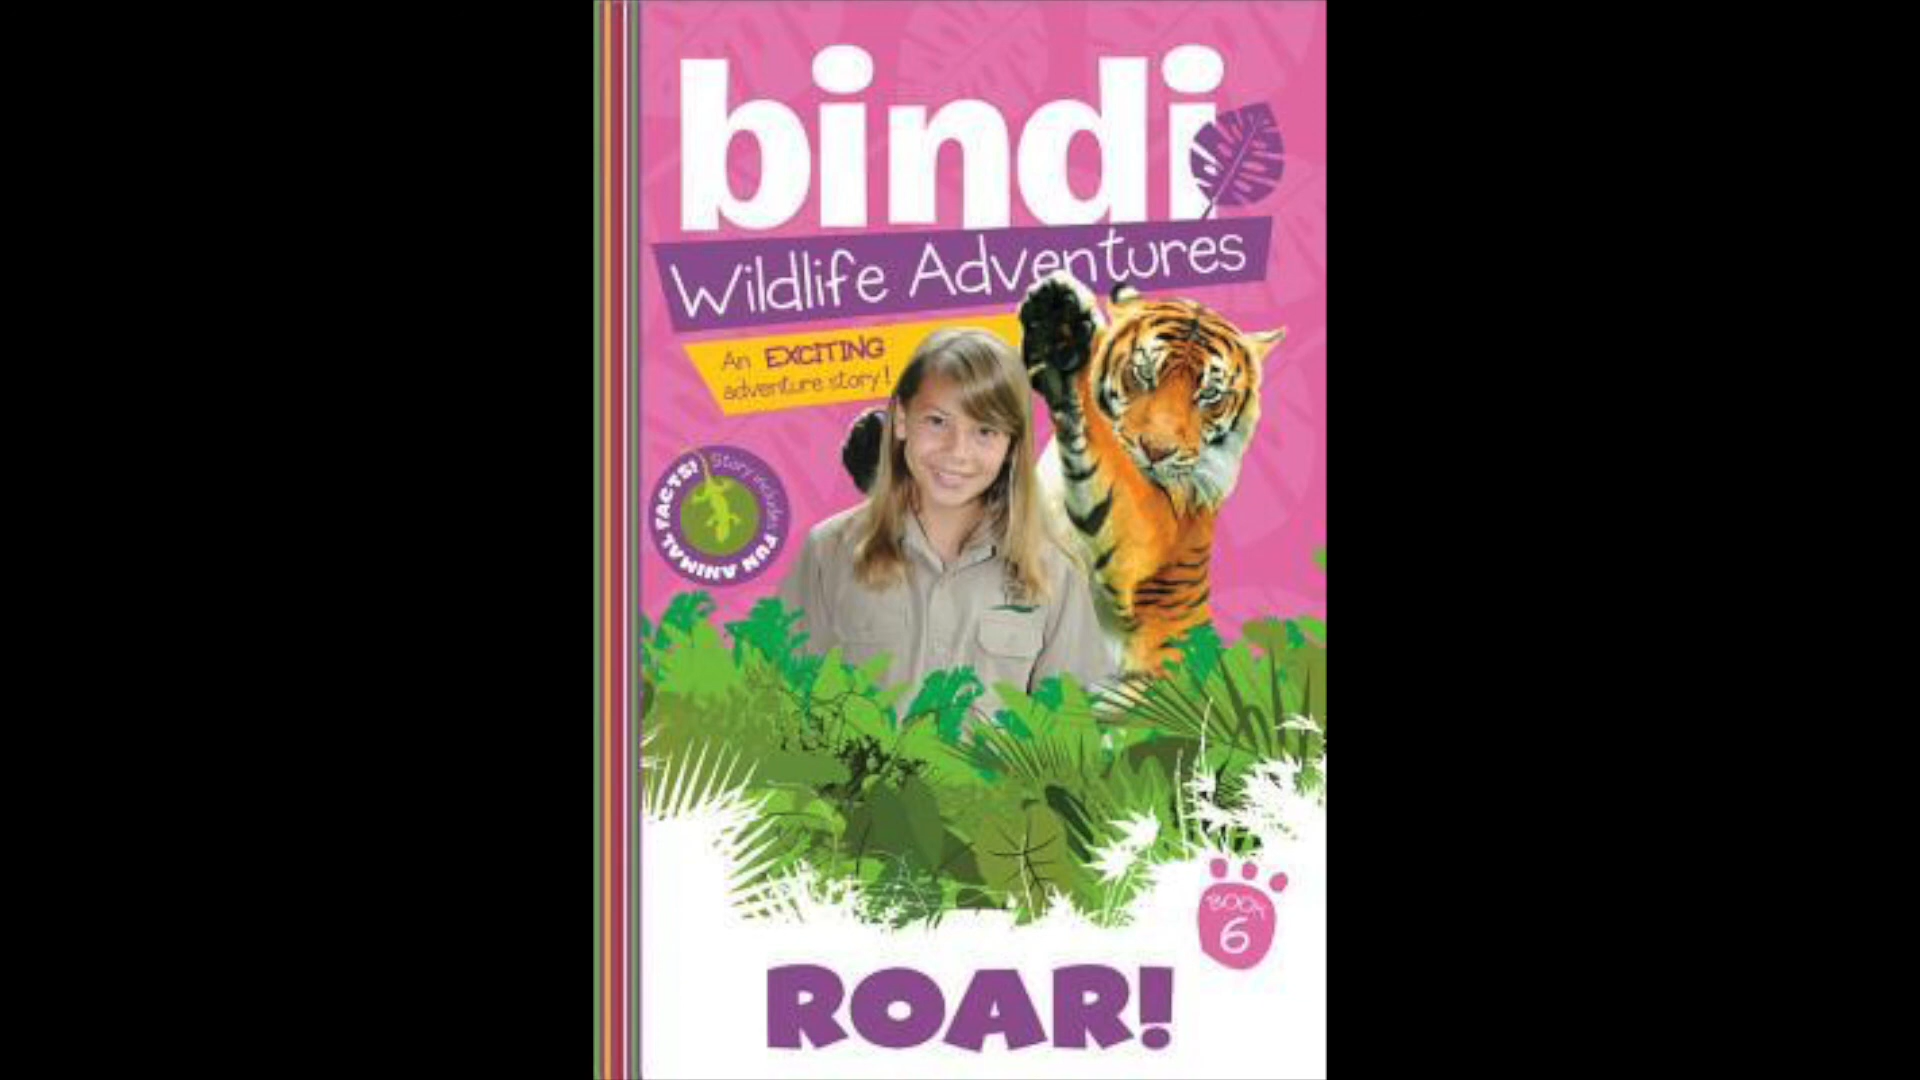 bindi
Wildlife Adventures
An EXCITING
adventure story!
Story includes
FUN ANIMAL FACTS!
BOOK
6
ROAR!